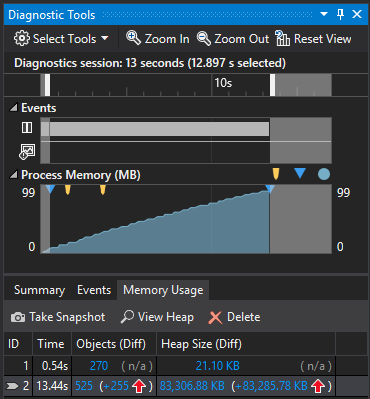 Diagnostic Tools
Select Tools Zoom In Zoom Out Reset View
Diagnostics session: 13 seconds (12.897 s selected)
10s
Events
Process Memory (MB)
99 99
0 0
Summary Events Memory Usage
Take Snapshot View Heap Delete
ID Time Objects (Diff) Heap Size (Diff)
1 0.54s 270 (n/a) 21.10 KB (n/a)
2 13.44s 525 (+255 ) 83,306.88 KB (+83,285.78 KB )